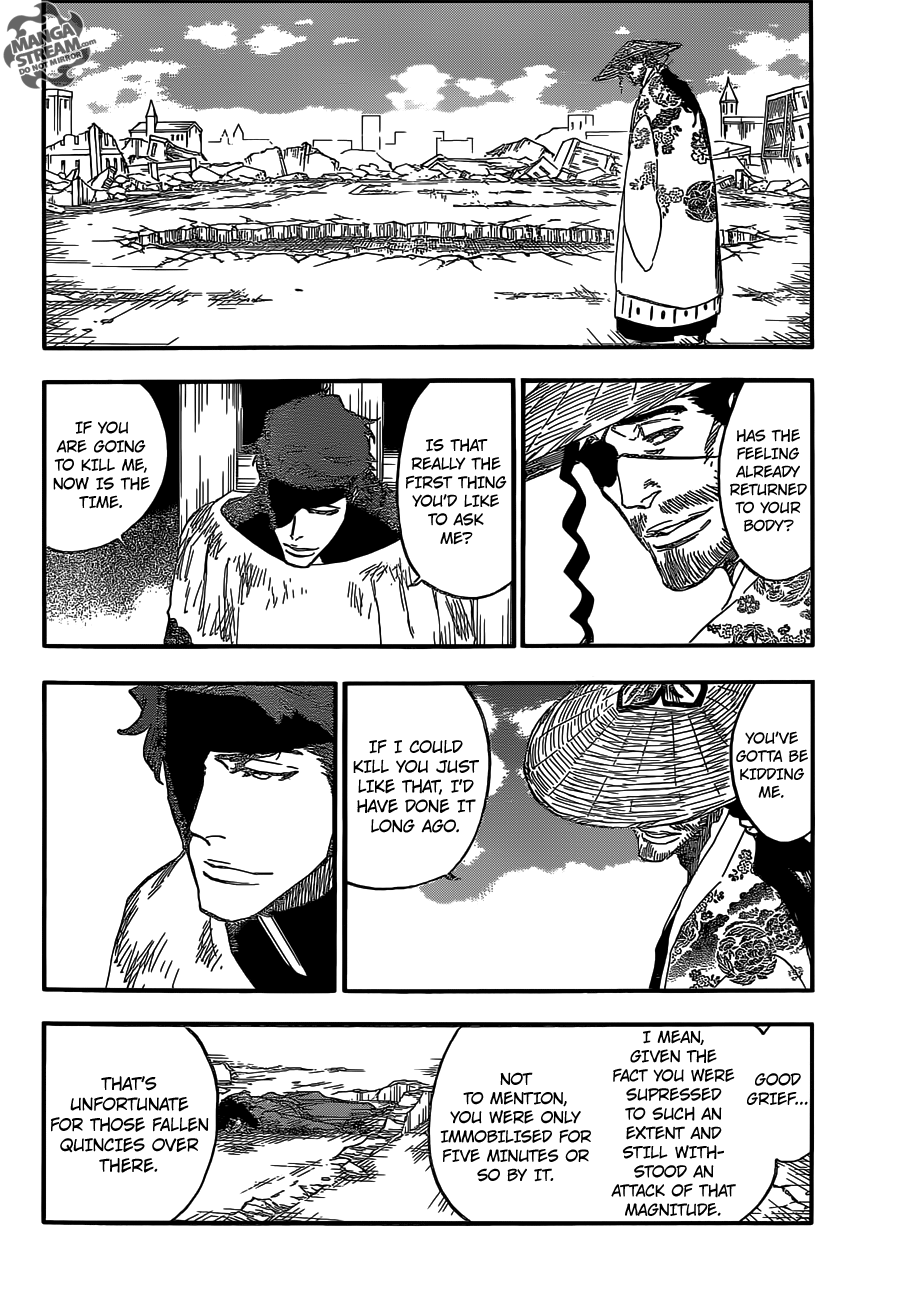 MANGA
STREAM.com
DO NOT MIRROR!
HAS THE
FEELING
ALREADY
RETURNED
TO YOUR
BODY?
IS THAT
REALLY THE
FIRST THING
YOU'D LIKE
TO ASK
ME?
IF YOU
ARE GOING
TO KILL ME,
NOW IS THE
TIME.
YOU'VE
GOTTA BE
KIDDING
ME.
IF I COULD
KILL YOU JUST
LIKE THAT, I'D
HAVE DONE IT
LONG AGO.
GOOD
GRIEF...
I MEAN,
GIVEN THE
FACT YOU WERE
SUPRESSED
TO SUCH AN
EXTENT AND
STILL WITH-
STOOD AN
ATTACK OF THAT
MAGNITUDE.
NOT
TO MENTION,
YOU WERE ONLY
IMMOBILISED FOR
FIVE MINUTES OR
SO BY IT.
THAT'S
UNFORTUNATE
FOR THOSE FALLEN
QUINCIES OVER
THERE.